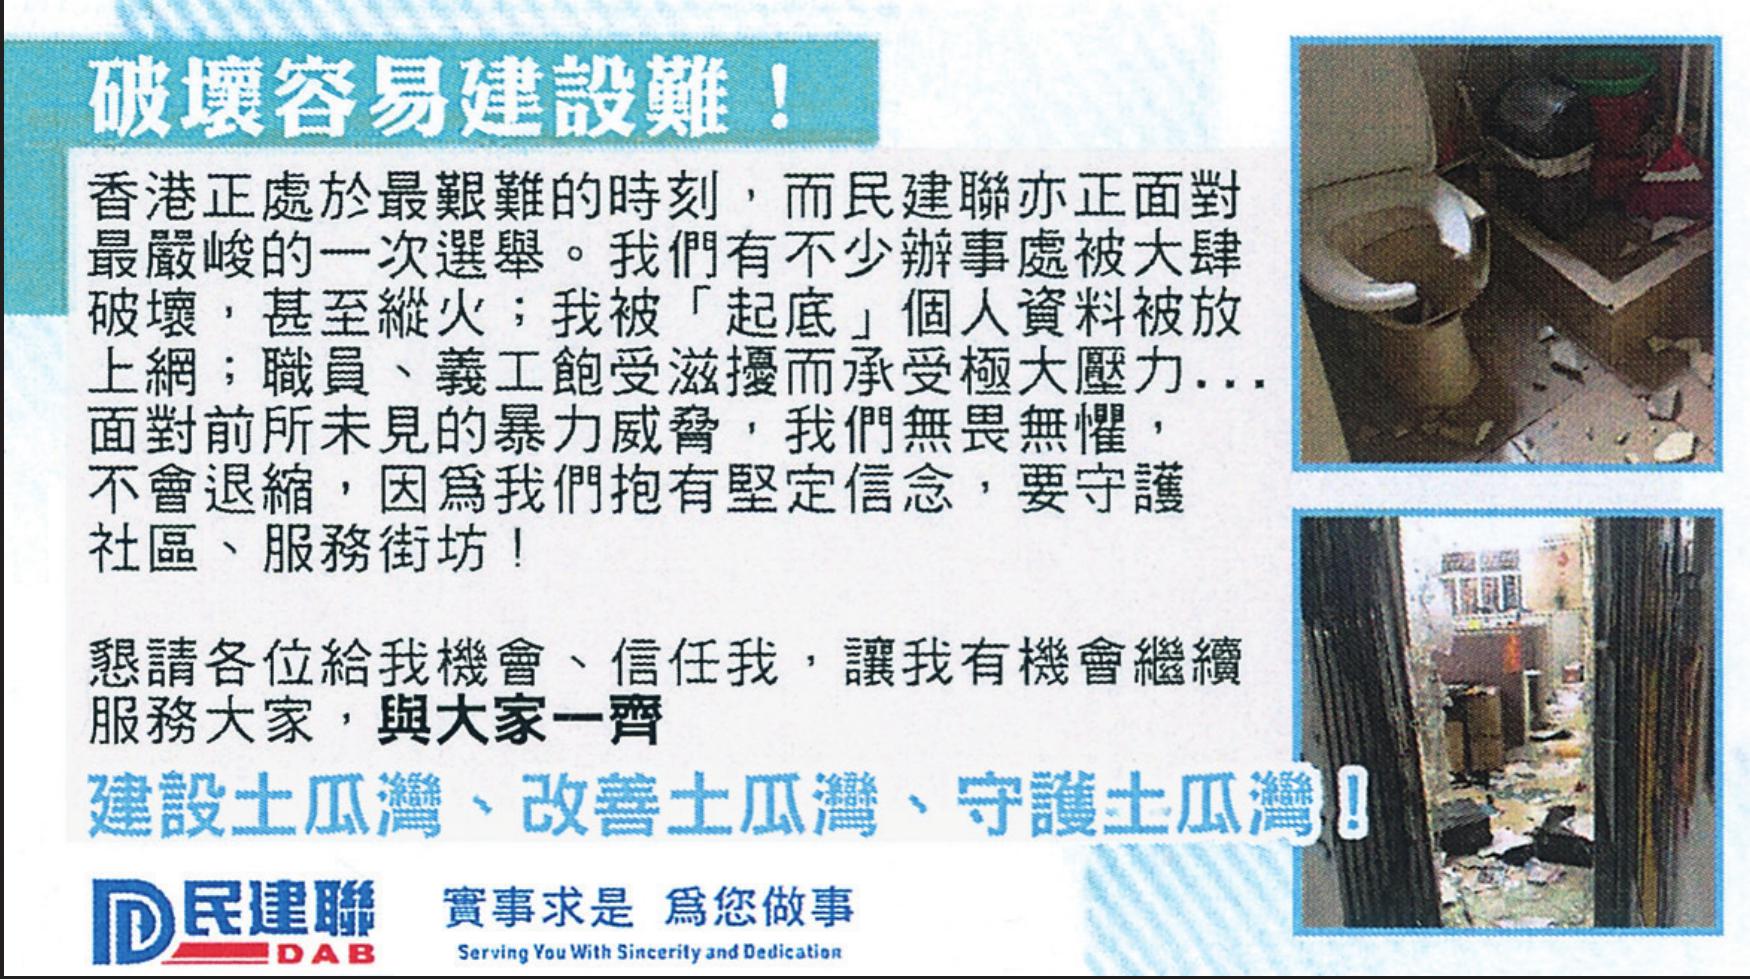 破壞容易建設難！
香港正處於最艱難的時刻，而民建聯亦正面對
最嚴峻的一次選舉。我們有不少辦事處被大肆
破壞，甚至縱火；我被「起底」個人資料被放
上網；職員、義工飽受滋擾而承受極大壓力...
面對前所未見的暴力威脅，我們無畏無懼，
不會退縮，因爲我們抱有堅定信念，要守護
社區、服務街坊！
懇請各位給我機會、信任我，讓我有機會繼續
服務大家，與大家一齊
建設土瓜灣、改善土瓜灣、守護土瓜灣！
民建聯
DAB
實事求是 爲您做事
Serving You With Sincerity and Dedication